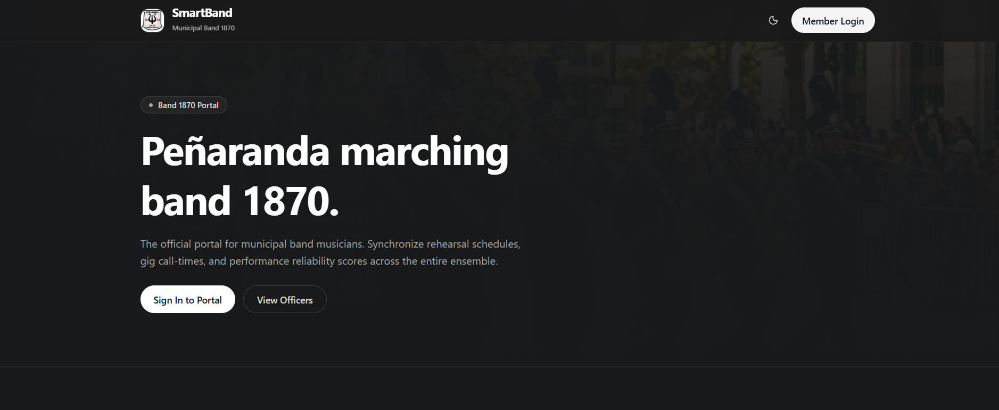 SmartBand
Municipal Band 1870
Member Login
Band 1870 Portal
Peñaranda marching
band 1870.
The official portal for municipal band musicians. Synchronize rehearsal schedules,
gig call-times, and performance reliability scores across the entire ensemble.
Sign In to Portal
View Officers